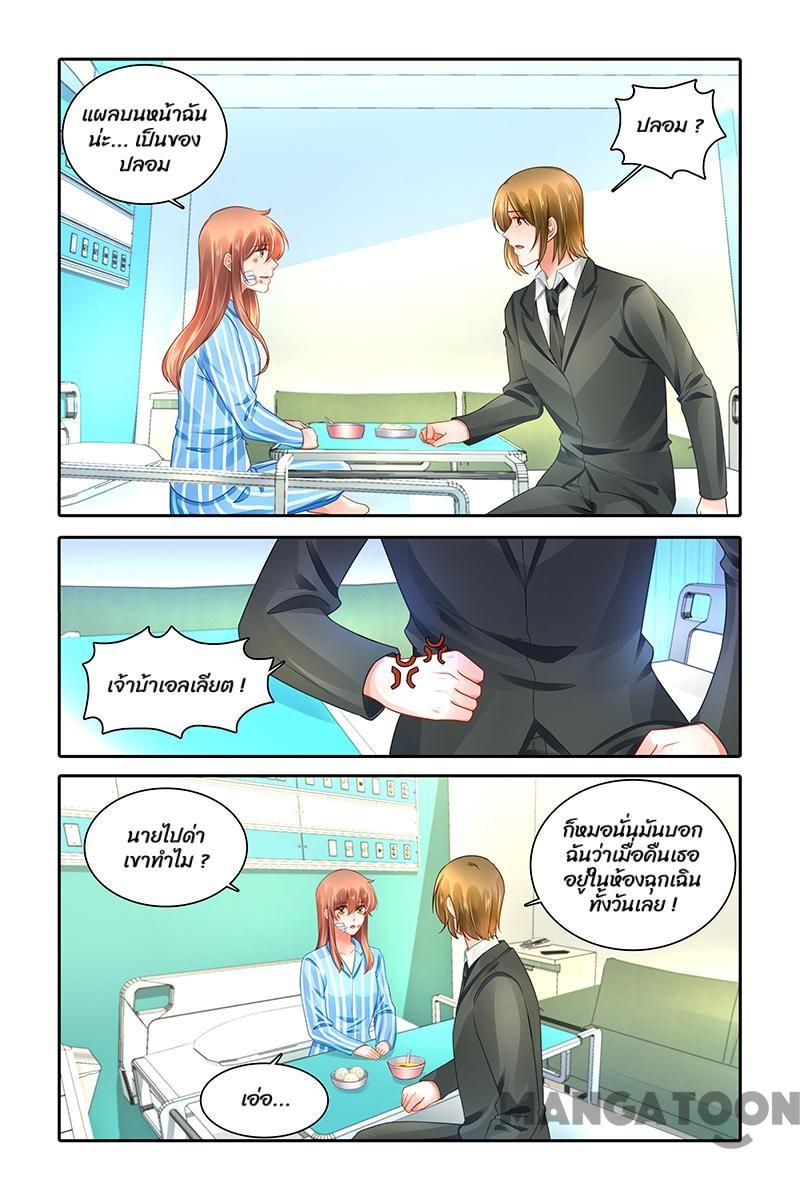 แผลบนหน้าฉัน
น่ะ... เป็นของ
ปลอม
ปลอม ?
เจ้าบ้าเอลเลียต !
นายไปด่า
เขาทำไม ?
ก็หมอนั่นมันบอก
ฉันว่าเมื่อคืนเธอ
อยู่ในห้องฉุกเฉิน
ทั้งวันเลย !
เอ่อ...
MANGATOON